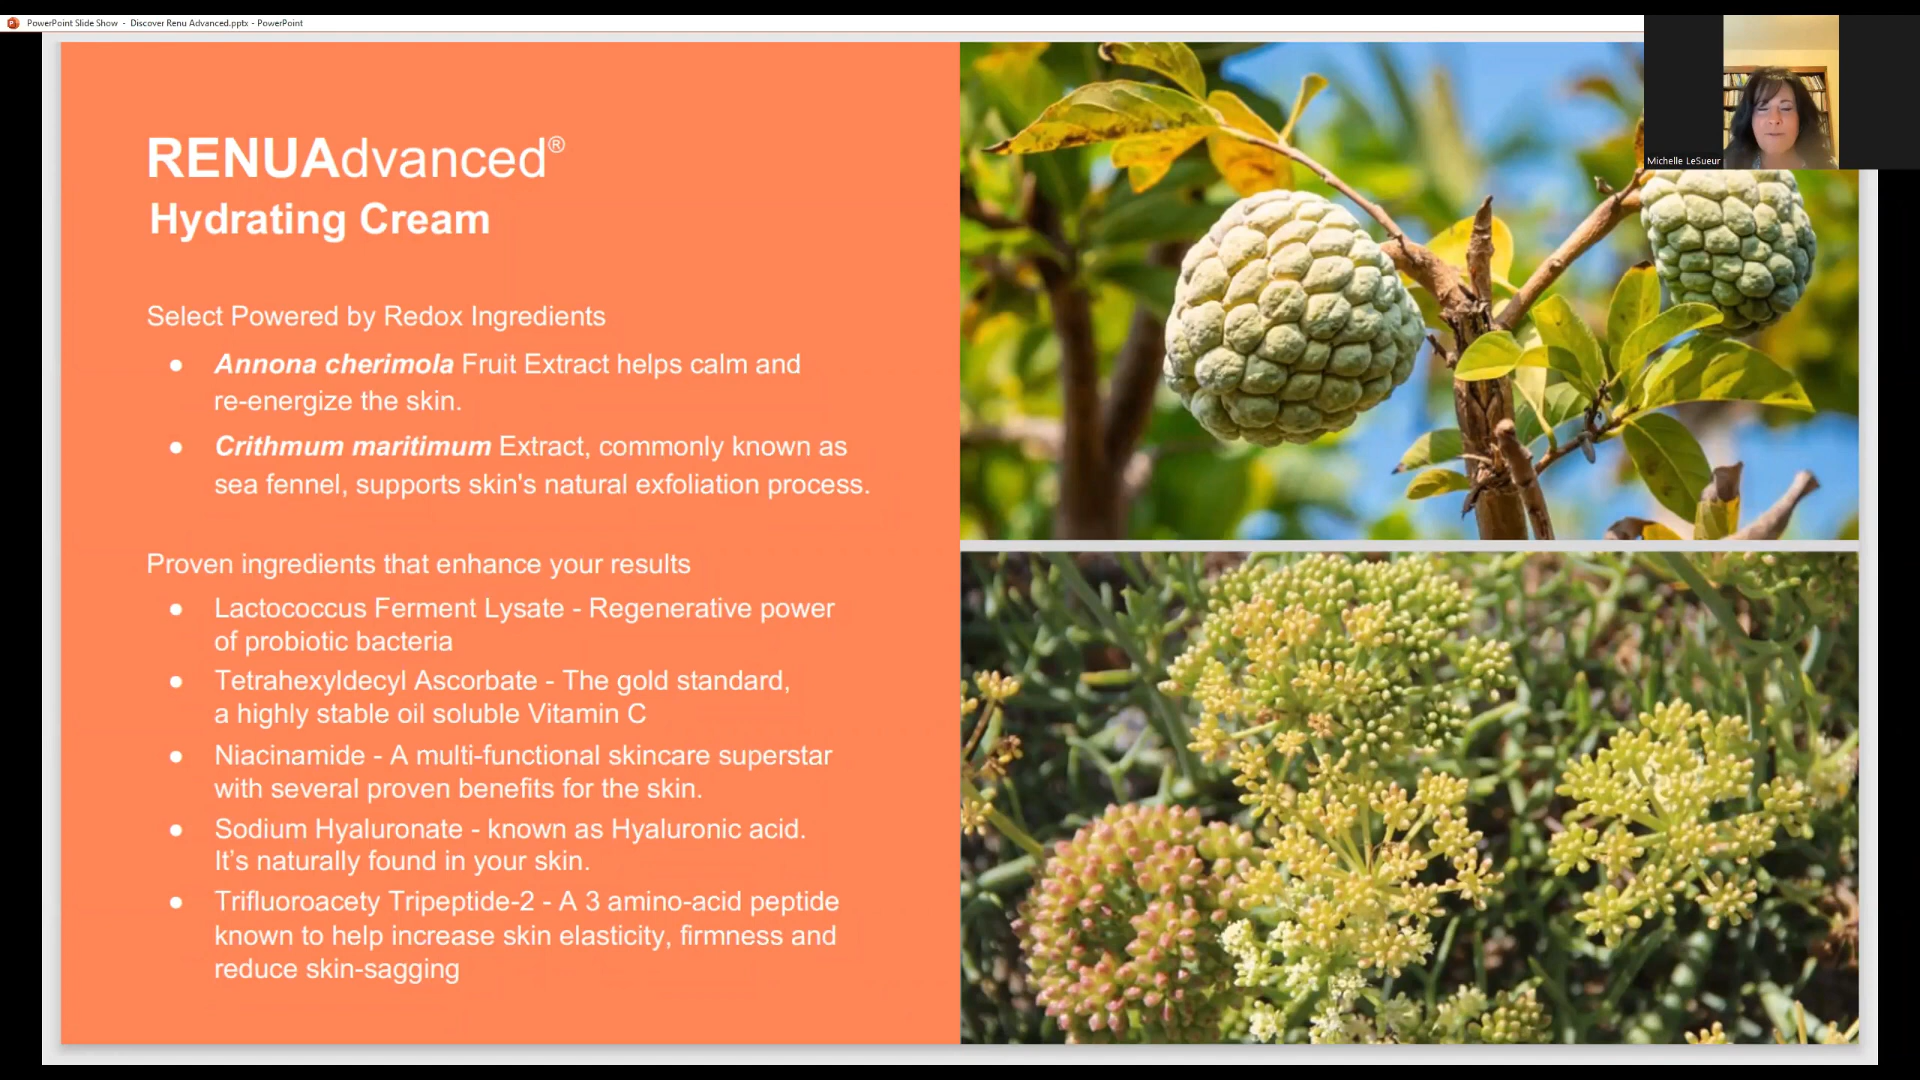 PowerPoint Slide Show - Discover Renu Advanced.pptx - PowerPoint
Michelle LeSueur
RENUAdvanced®
Hydrating Cream
Select Powered by Redox Ingredients
● Annona cherimola Fruit Extract helps calm and
re-energize the skin.
● Crithmum maritimum Extract, commonly known as
sea fennel, supports skin's natural exfoliation process.
Proven ingredients that enhance your results
● Lactococcus Ferment Lysate - Regenerative power
of probiotic bacteria
● Tetrahexyldecyl Ascorbate - The gold standard,
a highly stable oil soluble Vitamin C
● Niacinamide - A multi-functional skincare superstar
with several proven benefits for the skin.
● Sodium Hyaluronate - known as Hyaluronic acid.
It’s naturally found in your skin.
● Trifluoroacety Tripeptide-2 - A 3 amino-acid peptide
known to help increase skin elasticity, firmness and
reduce skin-sagging